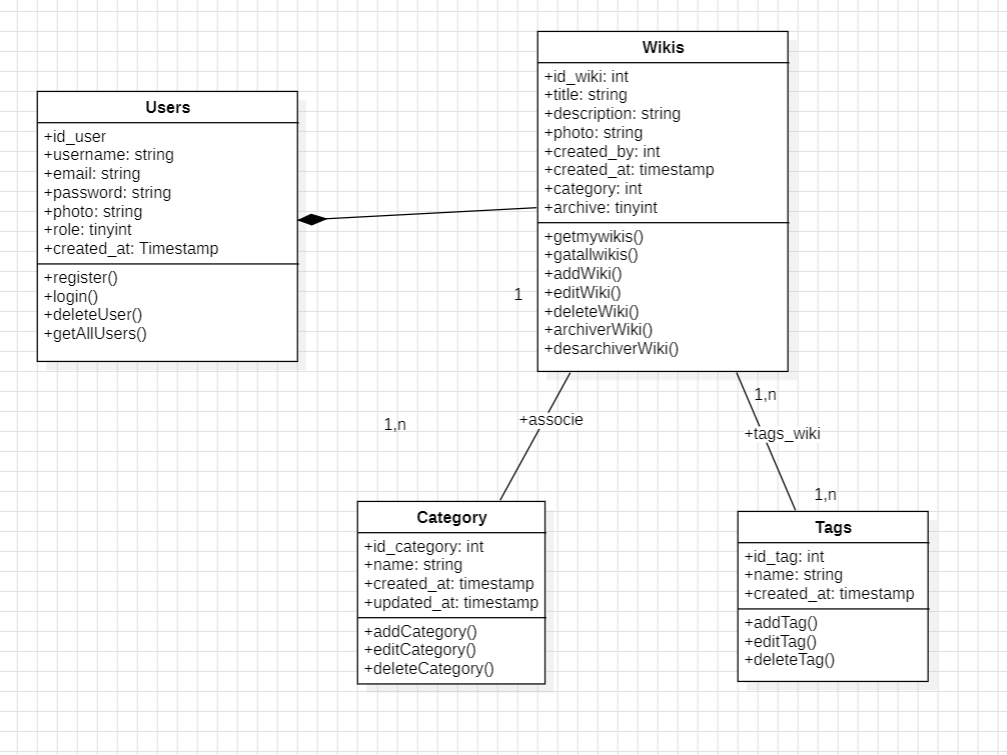 Users
+id_user
+username: string
+email: string
+password: string
+photo: string
+role: tinyint
+created_at: Timestamp
+register()
+login()
+deleteUser()
+getAllUsers()
Wikis
+id_wiki: int
+title: string
+description: string
+photo: string
+created_by: int
+created_at: timestamp
+category: int
+archive: tinyint
+getmywikis()
+gatallwikis()
+addWiki()
+editWiki()
+deleteWiki()
+archiverWiki()
+desarchiverWiki()
1
1,n
+associe
1,n
+tags_wiki
1,n
Category
+id_category: int
+name: string
+created_at: timestamp
+updated_at: timestamp
+addCategory()
+editCategory()
+deleteCategory()
Tags
+id_tag: int
+name: string
+created_at: timestamp
+addTag()
+editTag()
+deleteTag()